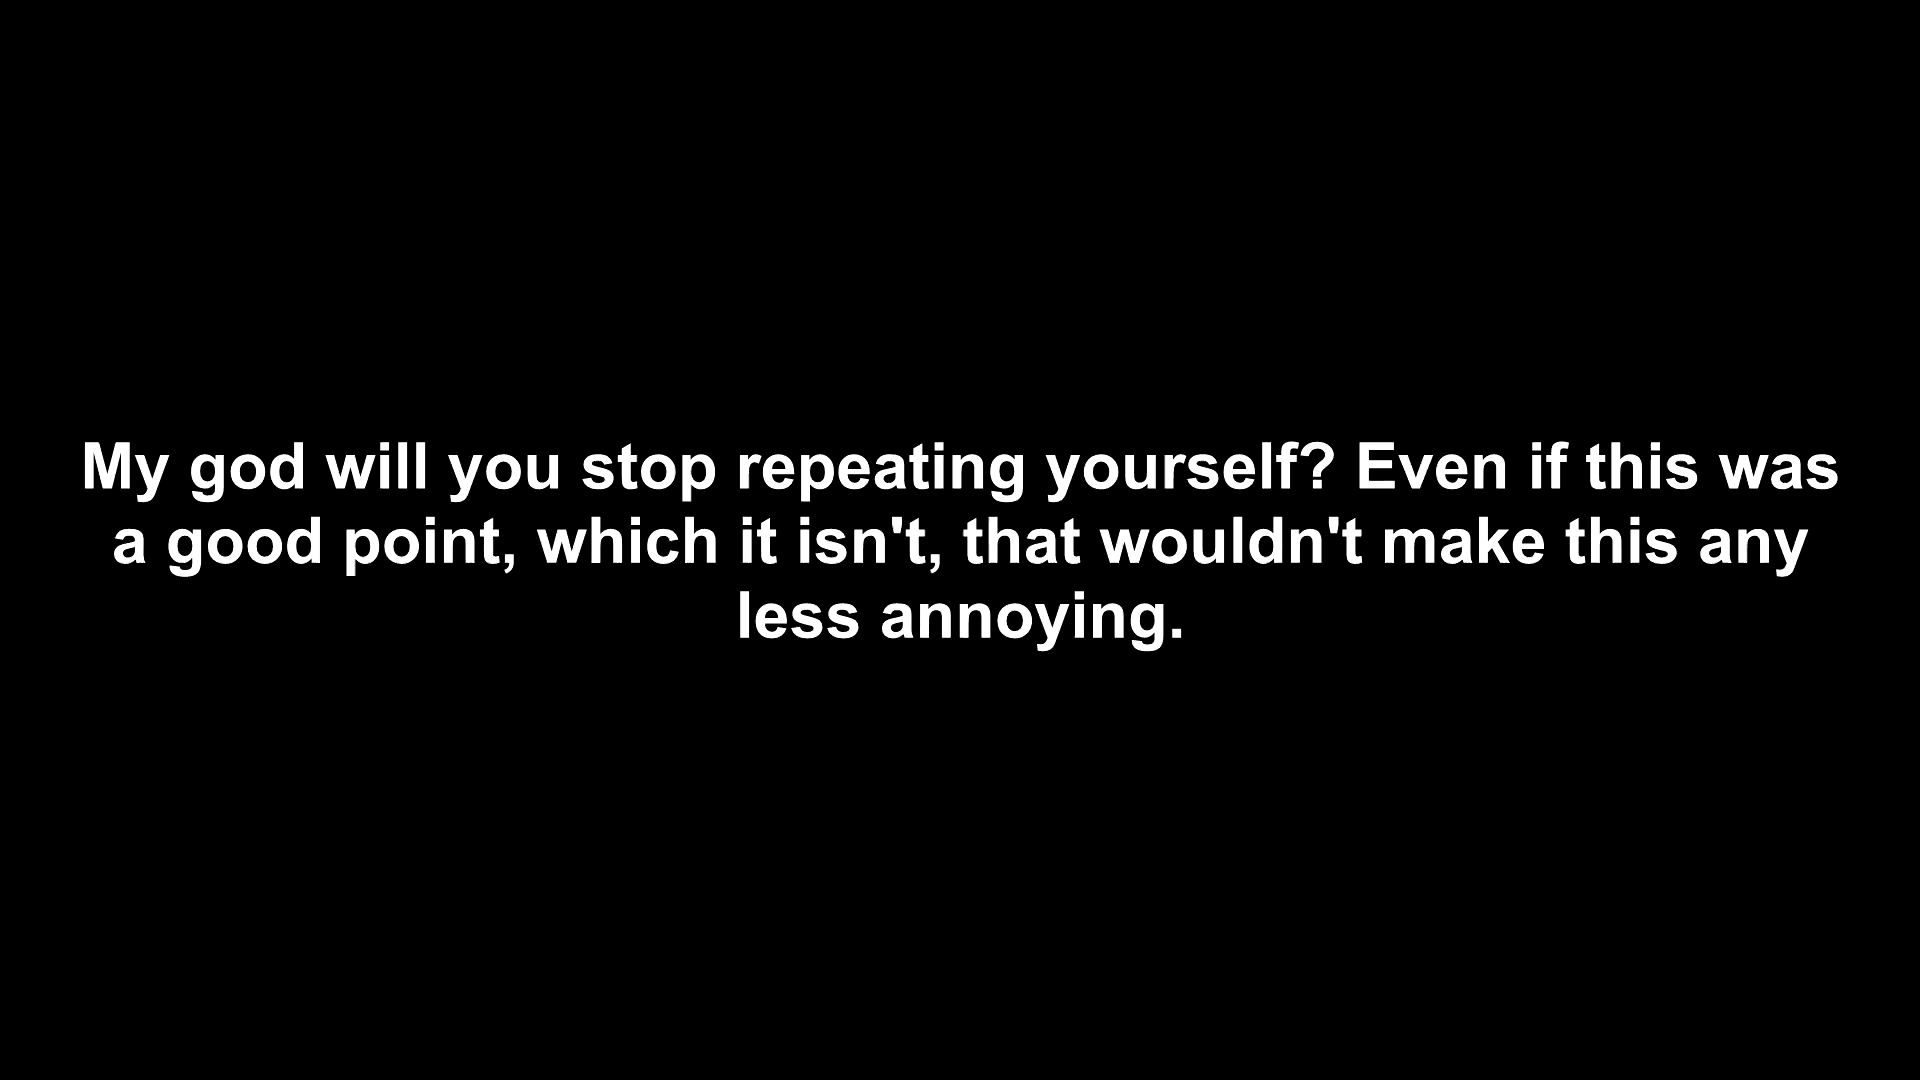 My god will you stop repeating yourself? Even if this was
a good point, which it isn't, that wouldn't make this any
less annoying.